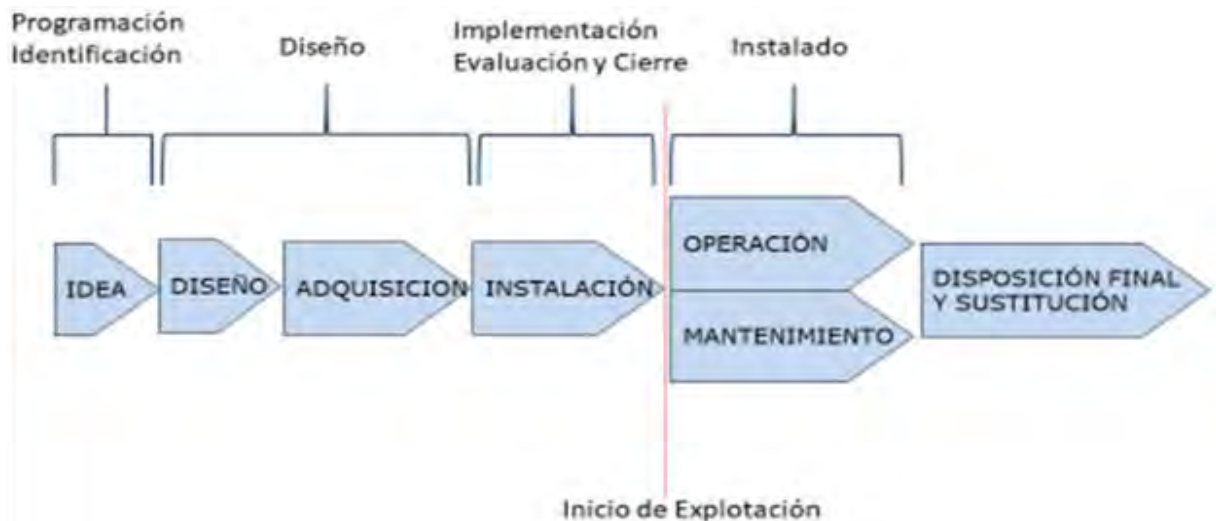 Programación
Identificación
Diseño
Implementación
Evaluación y Cierre
Instalado
IDEA
DISEÑO
ADQUISICION
INSTALACIÓN
OPERACIÓN
MANTENIMIENTO
DISPOSICIÓN FINAL
Y SUSTITUCIÓN
Inicio de Explotación